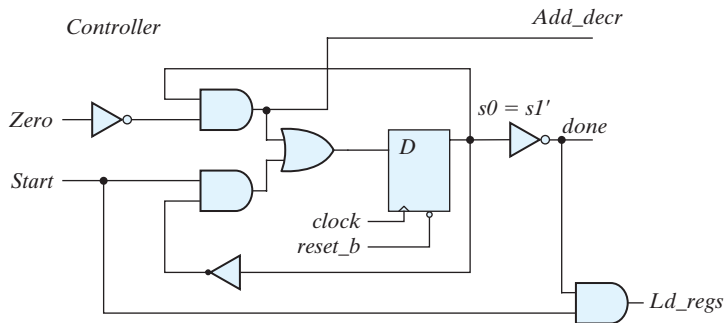 Controller
Add_decr
Zero
s0 = s1'
done
D
Start
clock
reset_b
Ld_regs